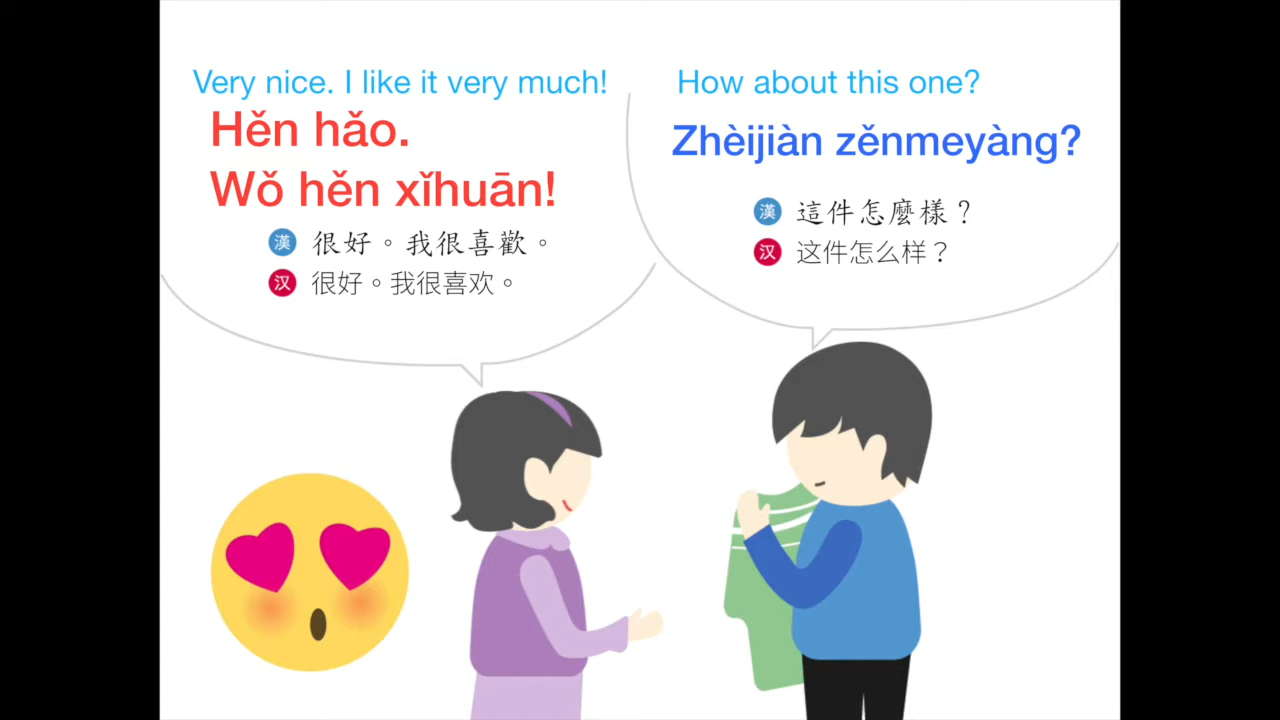 Very nice. I like it very much!
Hěn hǎo.
Wǒ hěn xǐhuān!
漢 很好。我很喜歡。
汉 很好。我很喜欢。
How about this one?
Zhèijiàn zěnmeyàng?
漢 這件怎麼樣？
汉 这件怎么样？